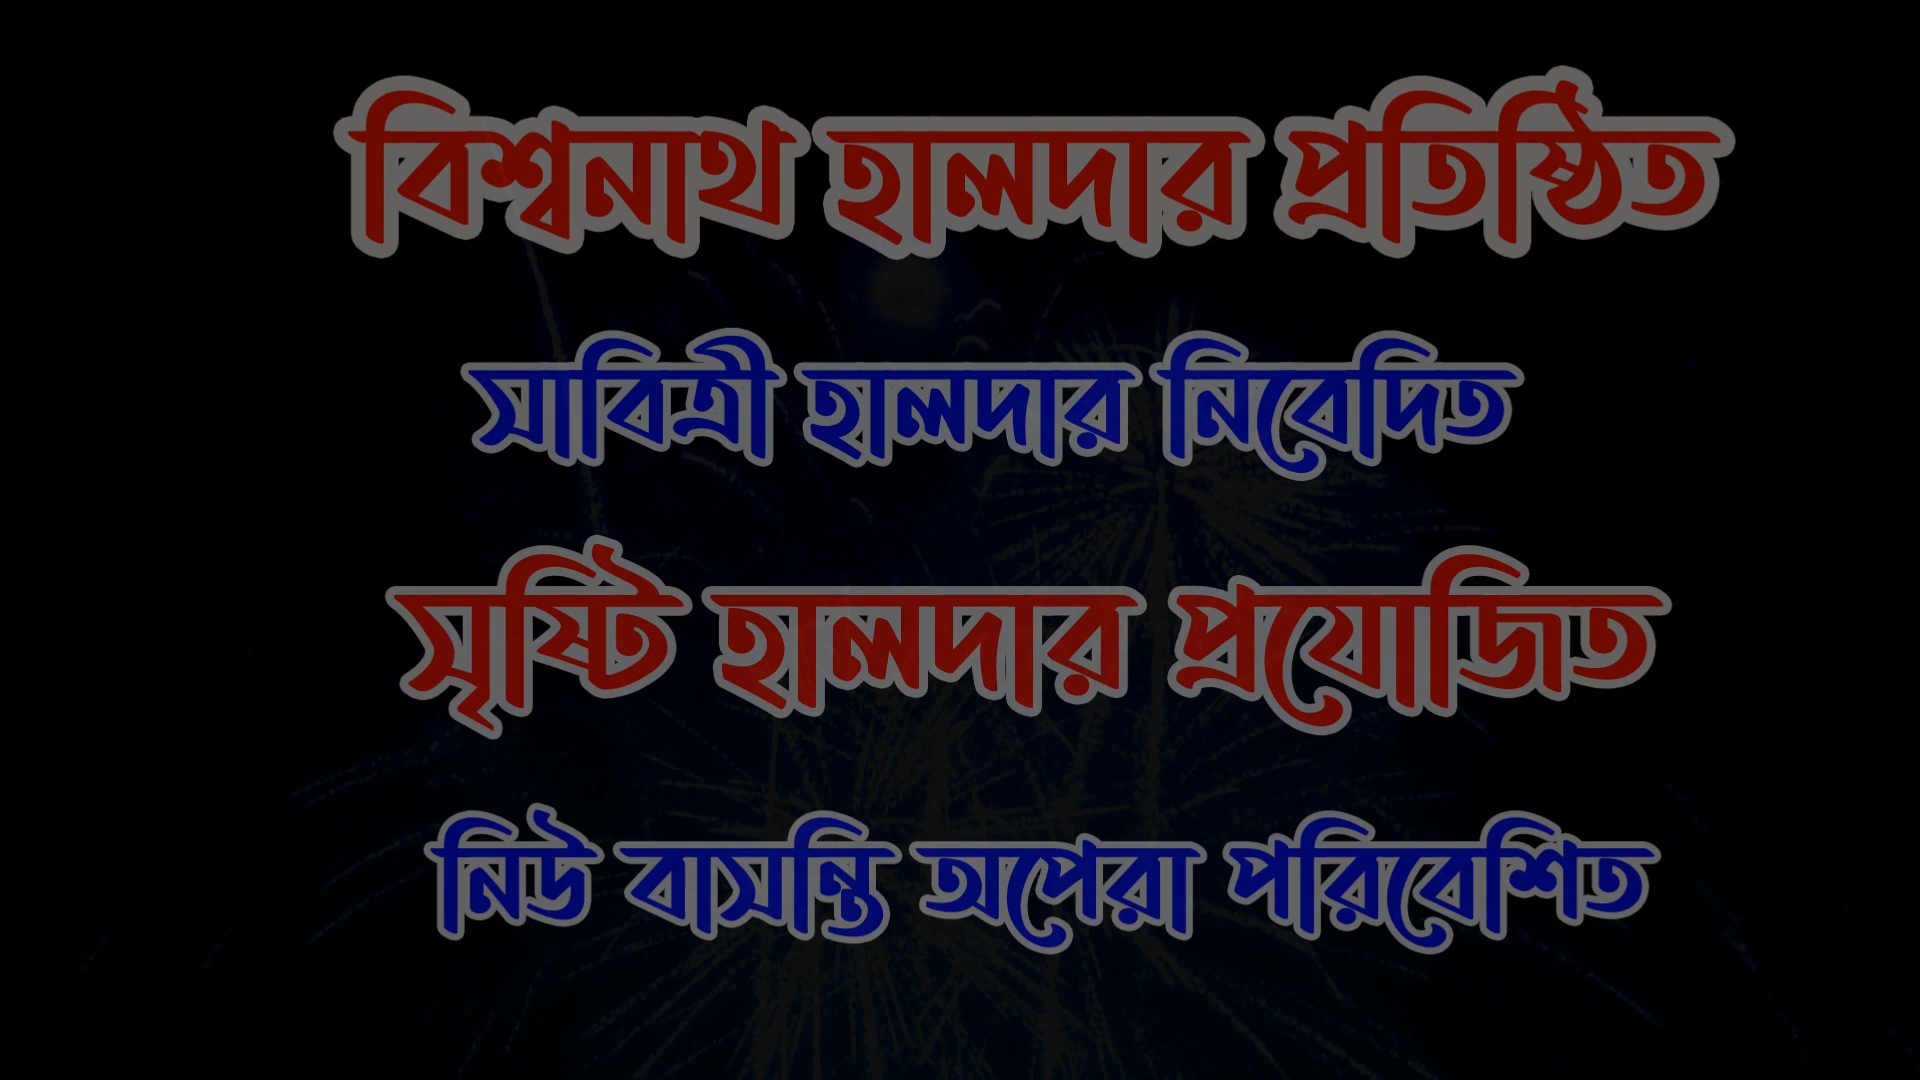 বিশ্বনাথ হালদার প্রতিষ্ঠিত
সাবিত্রী হালদার নিবেদিত
সৃষ্টি হালদার প্রযোজিত
নিউ বাসন্তি অপেরা পরিবেশিত